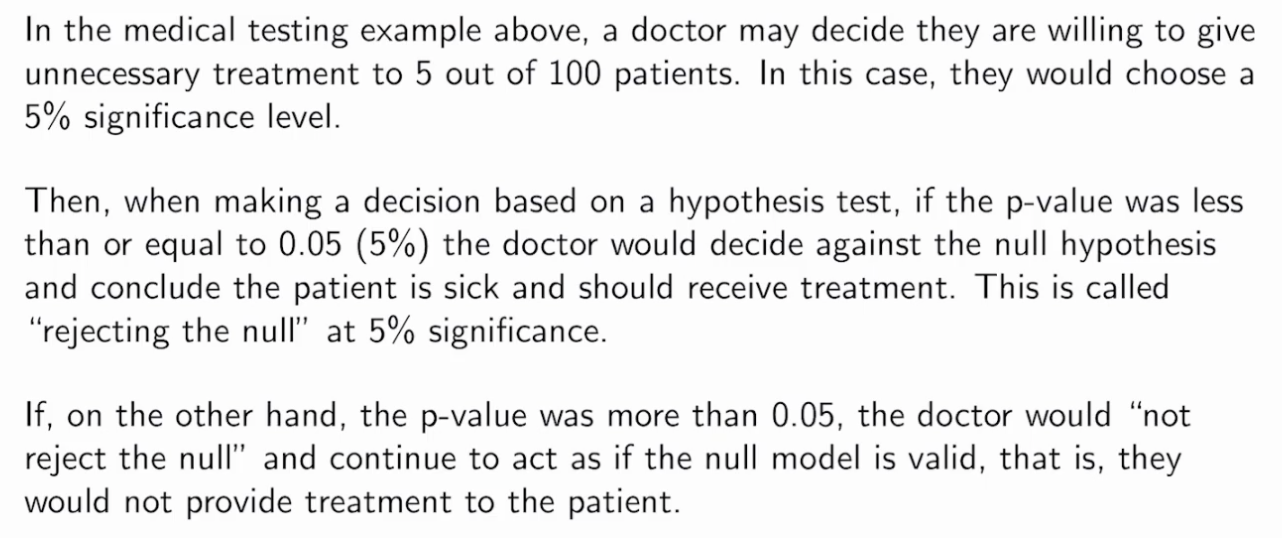 In the medical testing example above, a doctor may decide they are willing to give
unnecessary treatment to 5 out of 100 patients. In this case, they would choose a
5% significance level.
Then, when making a decision based on a hypothesis test, if the p-value was less
than or equal to 0.05 (5%) the doctor would decide against the null hypothesis
and conclude the patient is sick and should receive treatment. This is called
“rejecting the null” at 5% significance.
If, on the other hand, the p-value was more than 0.05, the doctor would “not
reject the null” and continue to act as if the null model is valid, that is, they
would not provide treatment to the patient.